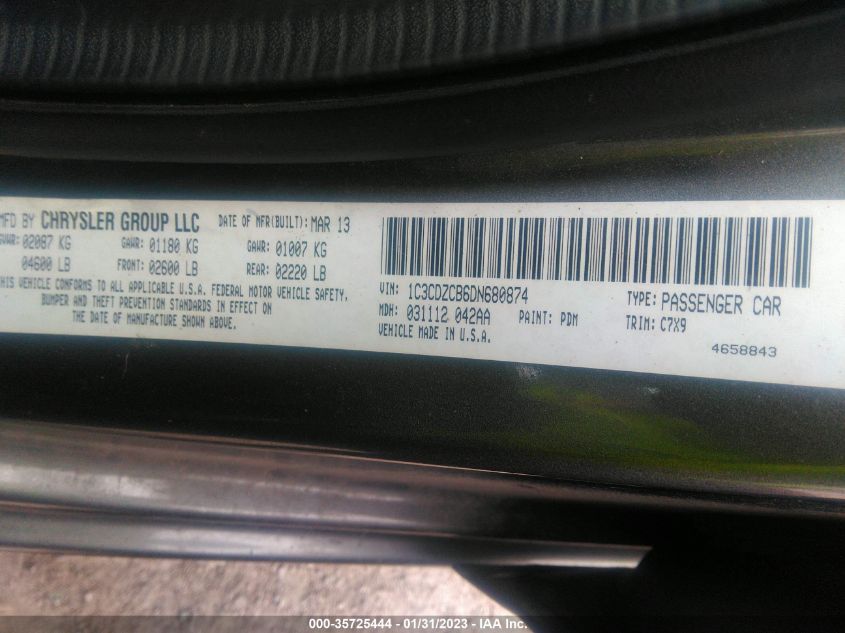 MFD BY CHRYSLER GROUP LLC DATE OF MFR(BUILT): MAR 13
GVWR: 02087 KG GAWR: 01180 KG GAWR: 01007 KG
04600 LB FRONT: 02600 LB REAR: 02220 LB
THIS VEHICLE CONFORMS TO ALL APPLICABLE U.S.A. FEDERAL MOTOR VEHICLE SAFETY,
BUMPER AND THEFT PREVENTION STANDARDS IN EFFECT ON
THE DATE OF MANUFACTURE SHOWN ABOVE.
VIN: 1C3CDZCB6DN680874 TYPE: PASSENGER CAR
MDH: 031112 042AA PAINT: PDM TRIM: C7X9
VEHICLE MADE IN U.S.A.
4658843
000-35725444 - 01/31/2023 - IAA Inc.